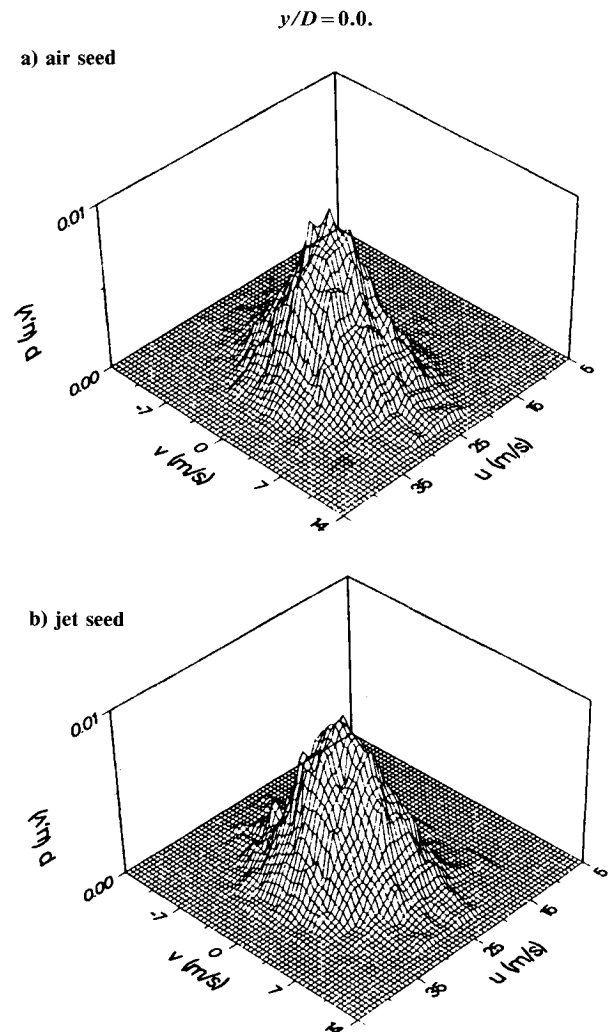 y/D = 0.0.
a) air seed
0.01
p (u,v)
0.00
-7
0
7
14
v (m/s)
5
15
25
35
u (m/s)
b) jet seed
0.01
p (u,v)
0.00
-7
0
7
14
v (m/s)
5
15
25
35
u (m/s)